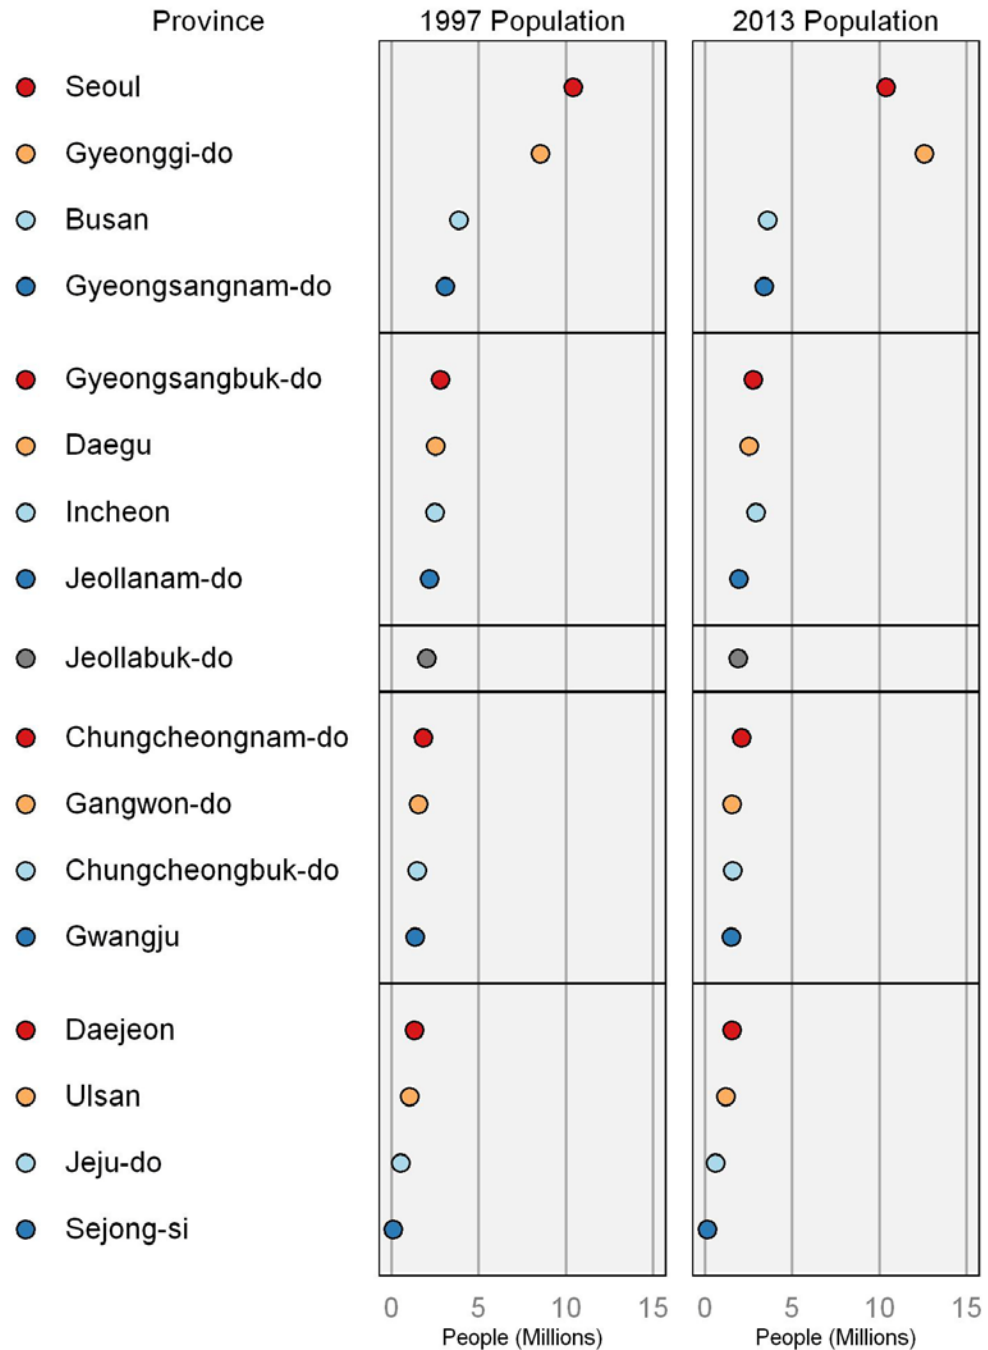 Province 1997 Population 2013 Population
Seoul
Gyeonggi-do
Busan
Gyeongsangnam-do
Gyeongsangbuk-do
Daegu
Incheon
Jeollanam-do
Jeollabuk-do
Chungcheongnam-do
Gangwon-do
Chungcheongbuk-do
Gwangju
Daejeon
Ulsan
Jeju-do
Sejong-si
0 5 10 15 0 5 10 15
People (Millions) People (Millions)